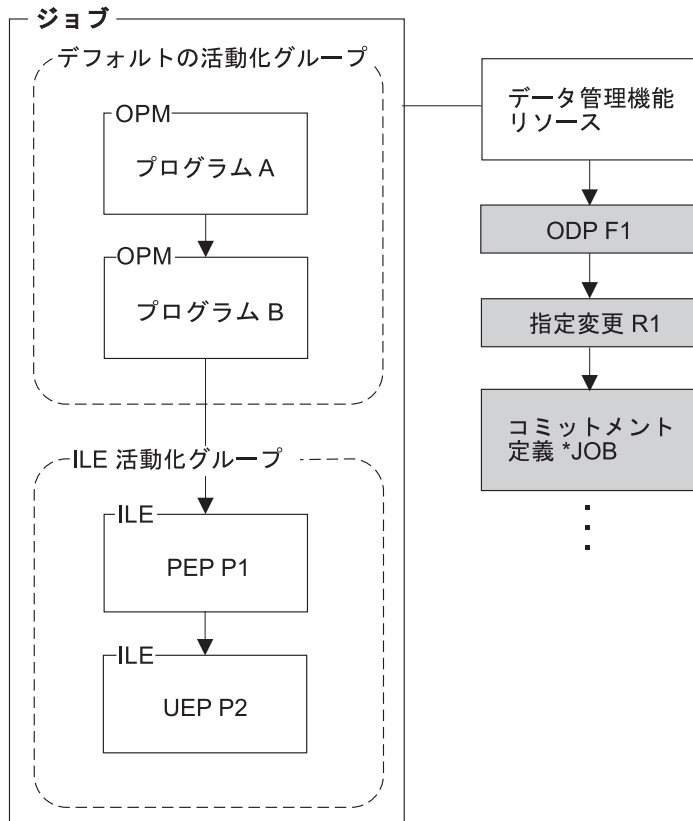 ジョブ
デフォルトの活動化グループ
OPM
プログラム A
OPM
プログラム B
ILE 活動化グループ
ILE
PEP P1
ILE
UEP P2
データ管理機能
リソース
ODP F1
指定変更 R1
コミットメント
定義 *JOB